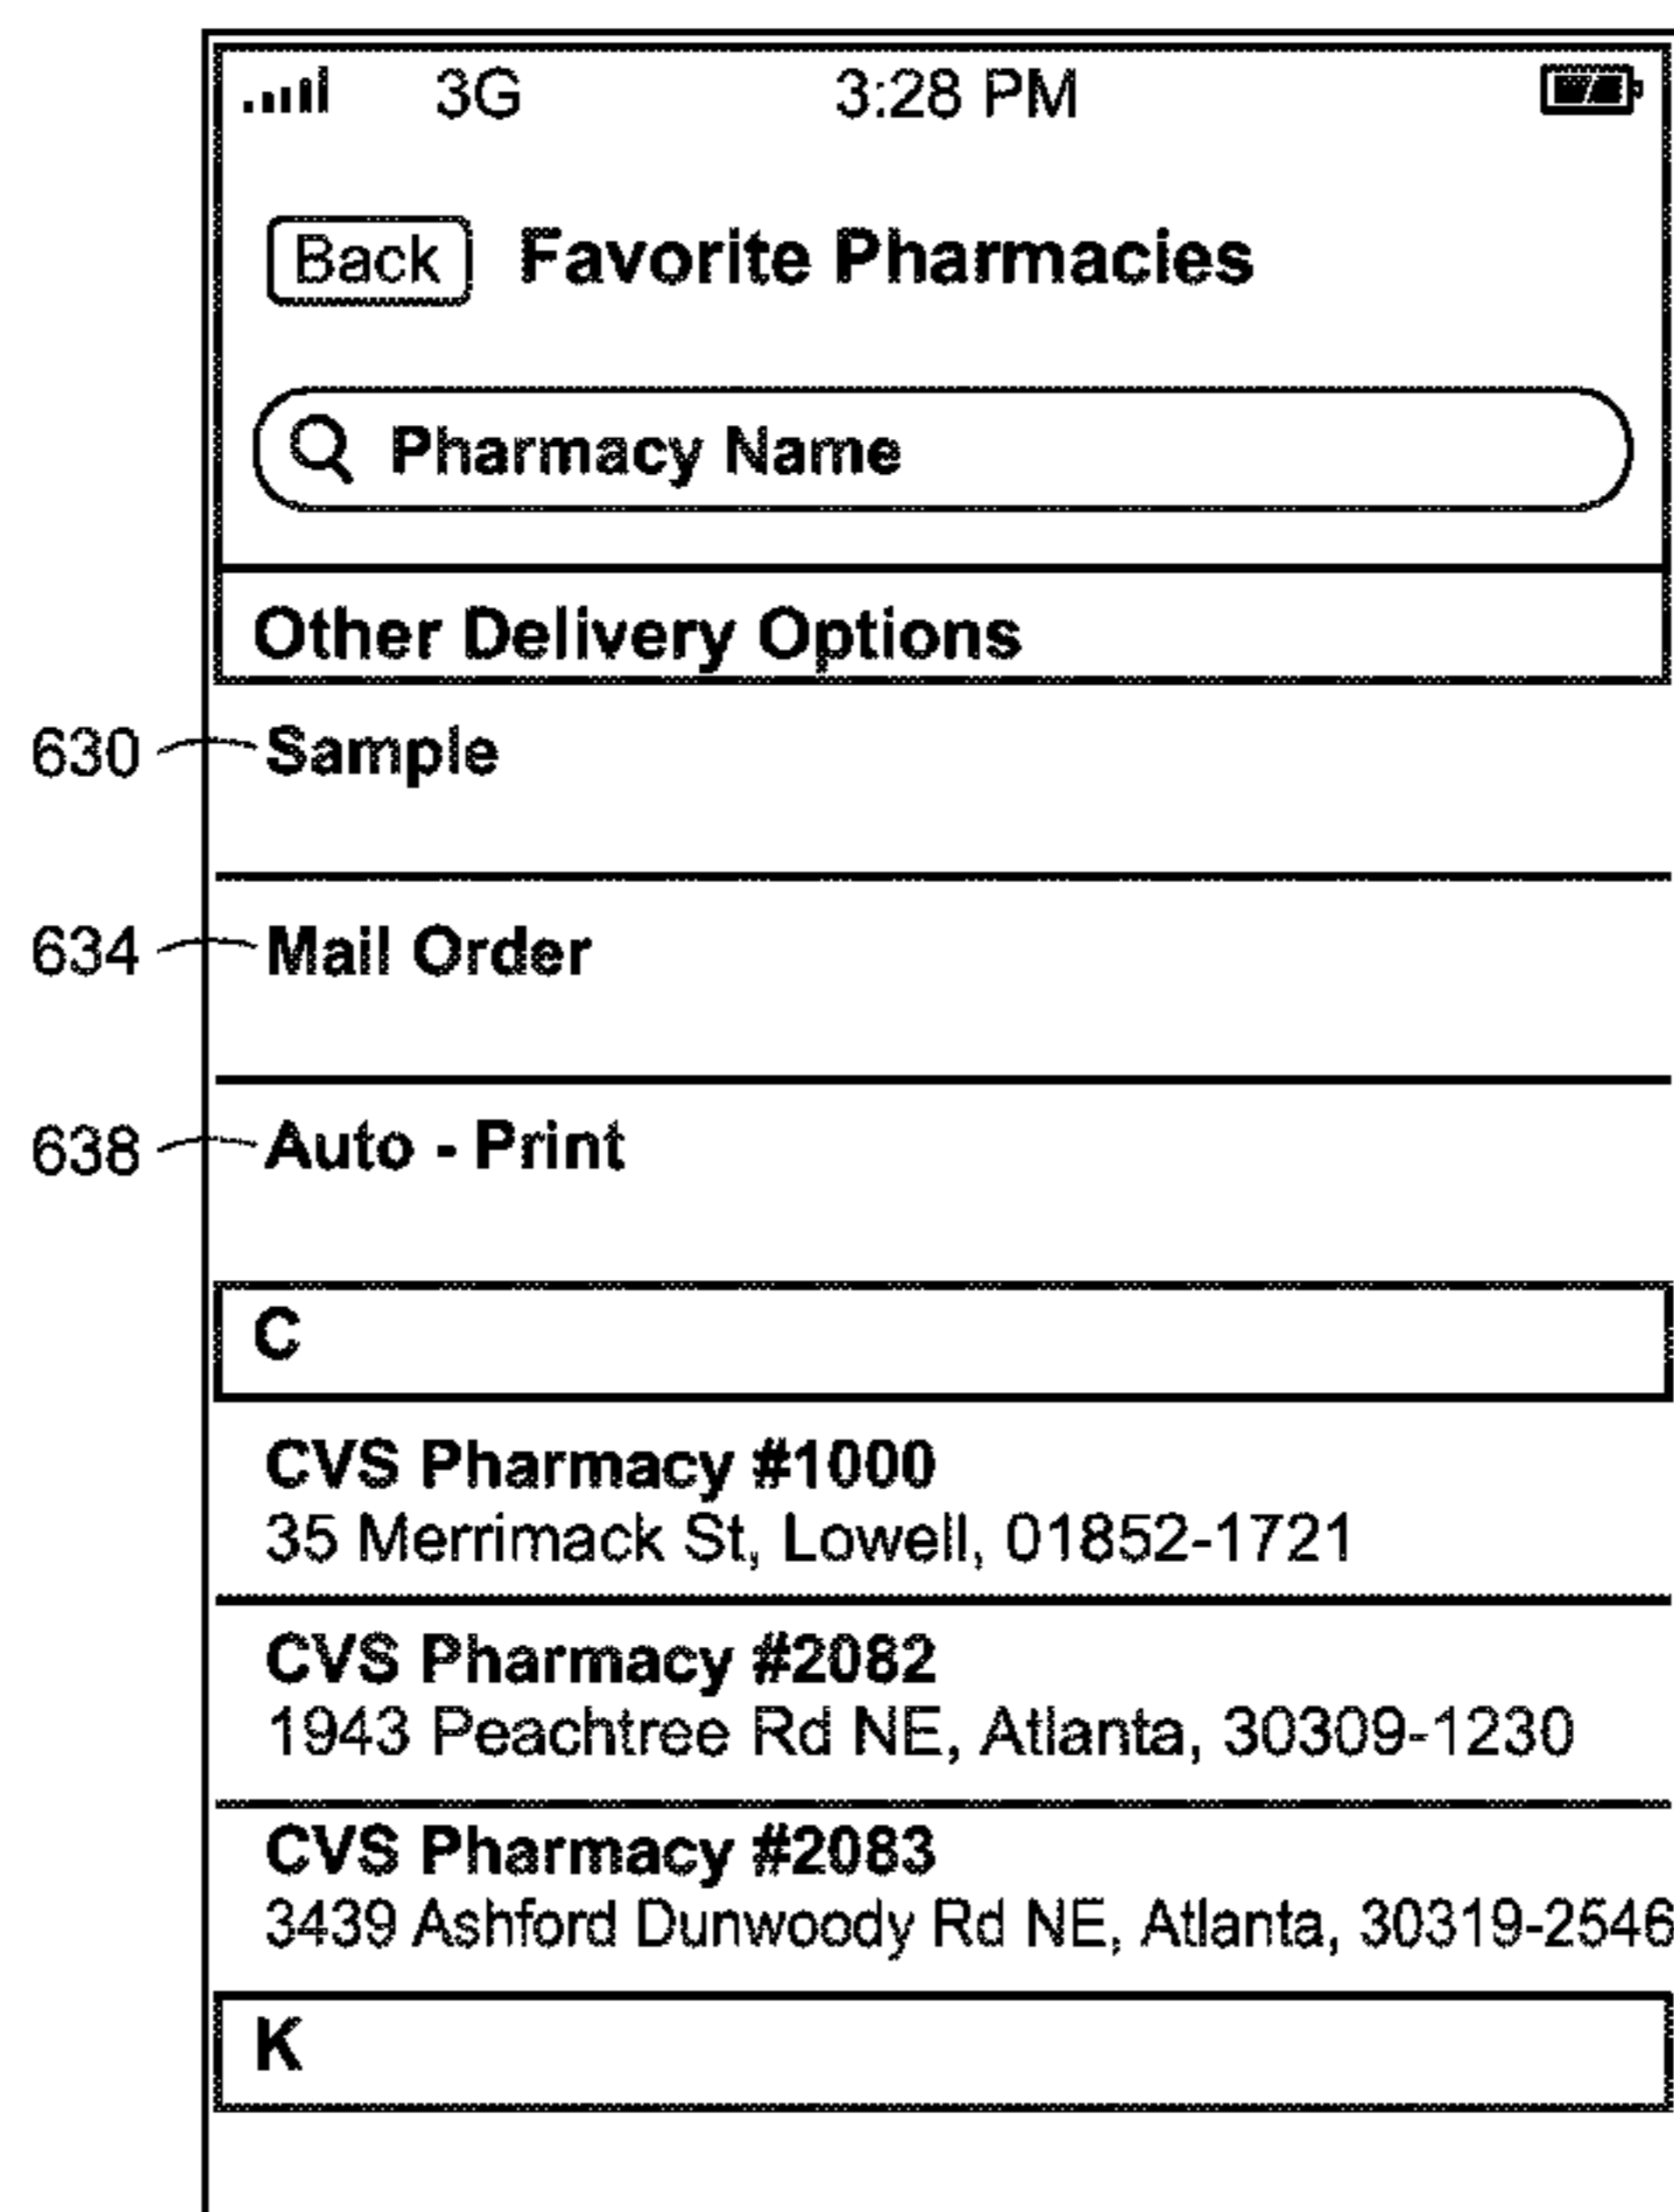 3G 3:28 PM
Back Favorite Pharmacies
Pharmacy Name
Other Delivery Options
630 Sample
634 Mail Order
638 Auto - Print
C
CVS Pharmacy #1000
35 Merrimack St, Lowell, 01852-1721
CVS Pharmacy #2082
1943 Peachtree Rd NE, Atlanta, 30309-1230
CVS Pharmacy #2083
3439 Ashford Dunwoody Rd NE, Atlanta, 30319-2546
K